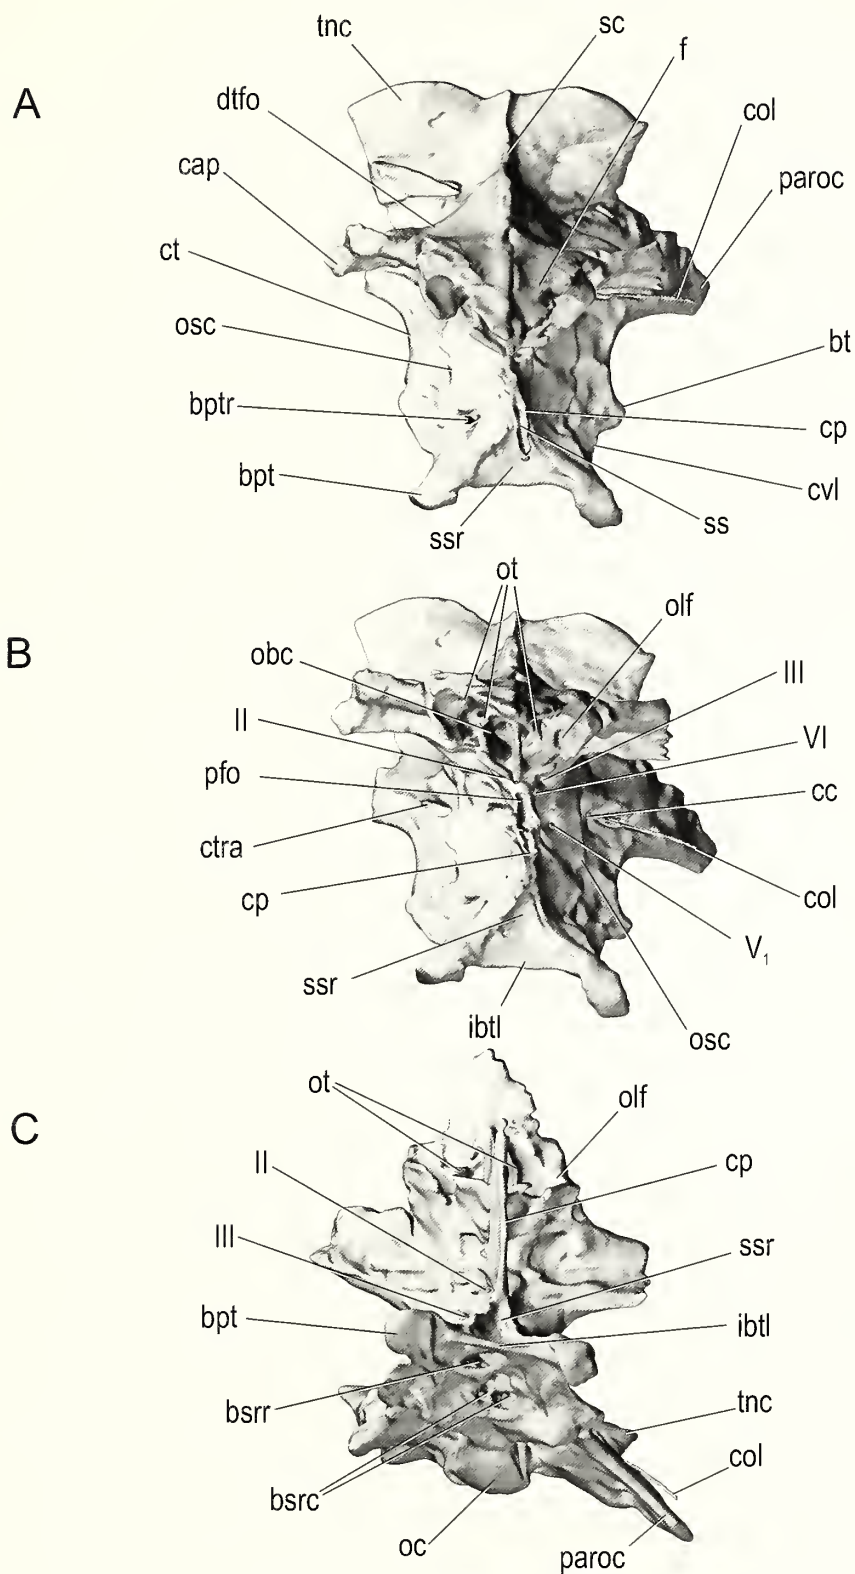 A
tnc
sc
f
dtfo
col
cap
paroc
ct
osc
bt
bptr
cp
bpt
cvl
ssr
ss
B
ot
olf
obc
III
II
VI
pfo
cc
ctra
cp
col
V₁
ssr
ibtl
osc
C
ot
olf
II
cp
III
ssr
bpt
ibtl
bsrr
tnc
bsrc
col
oc
paroc